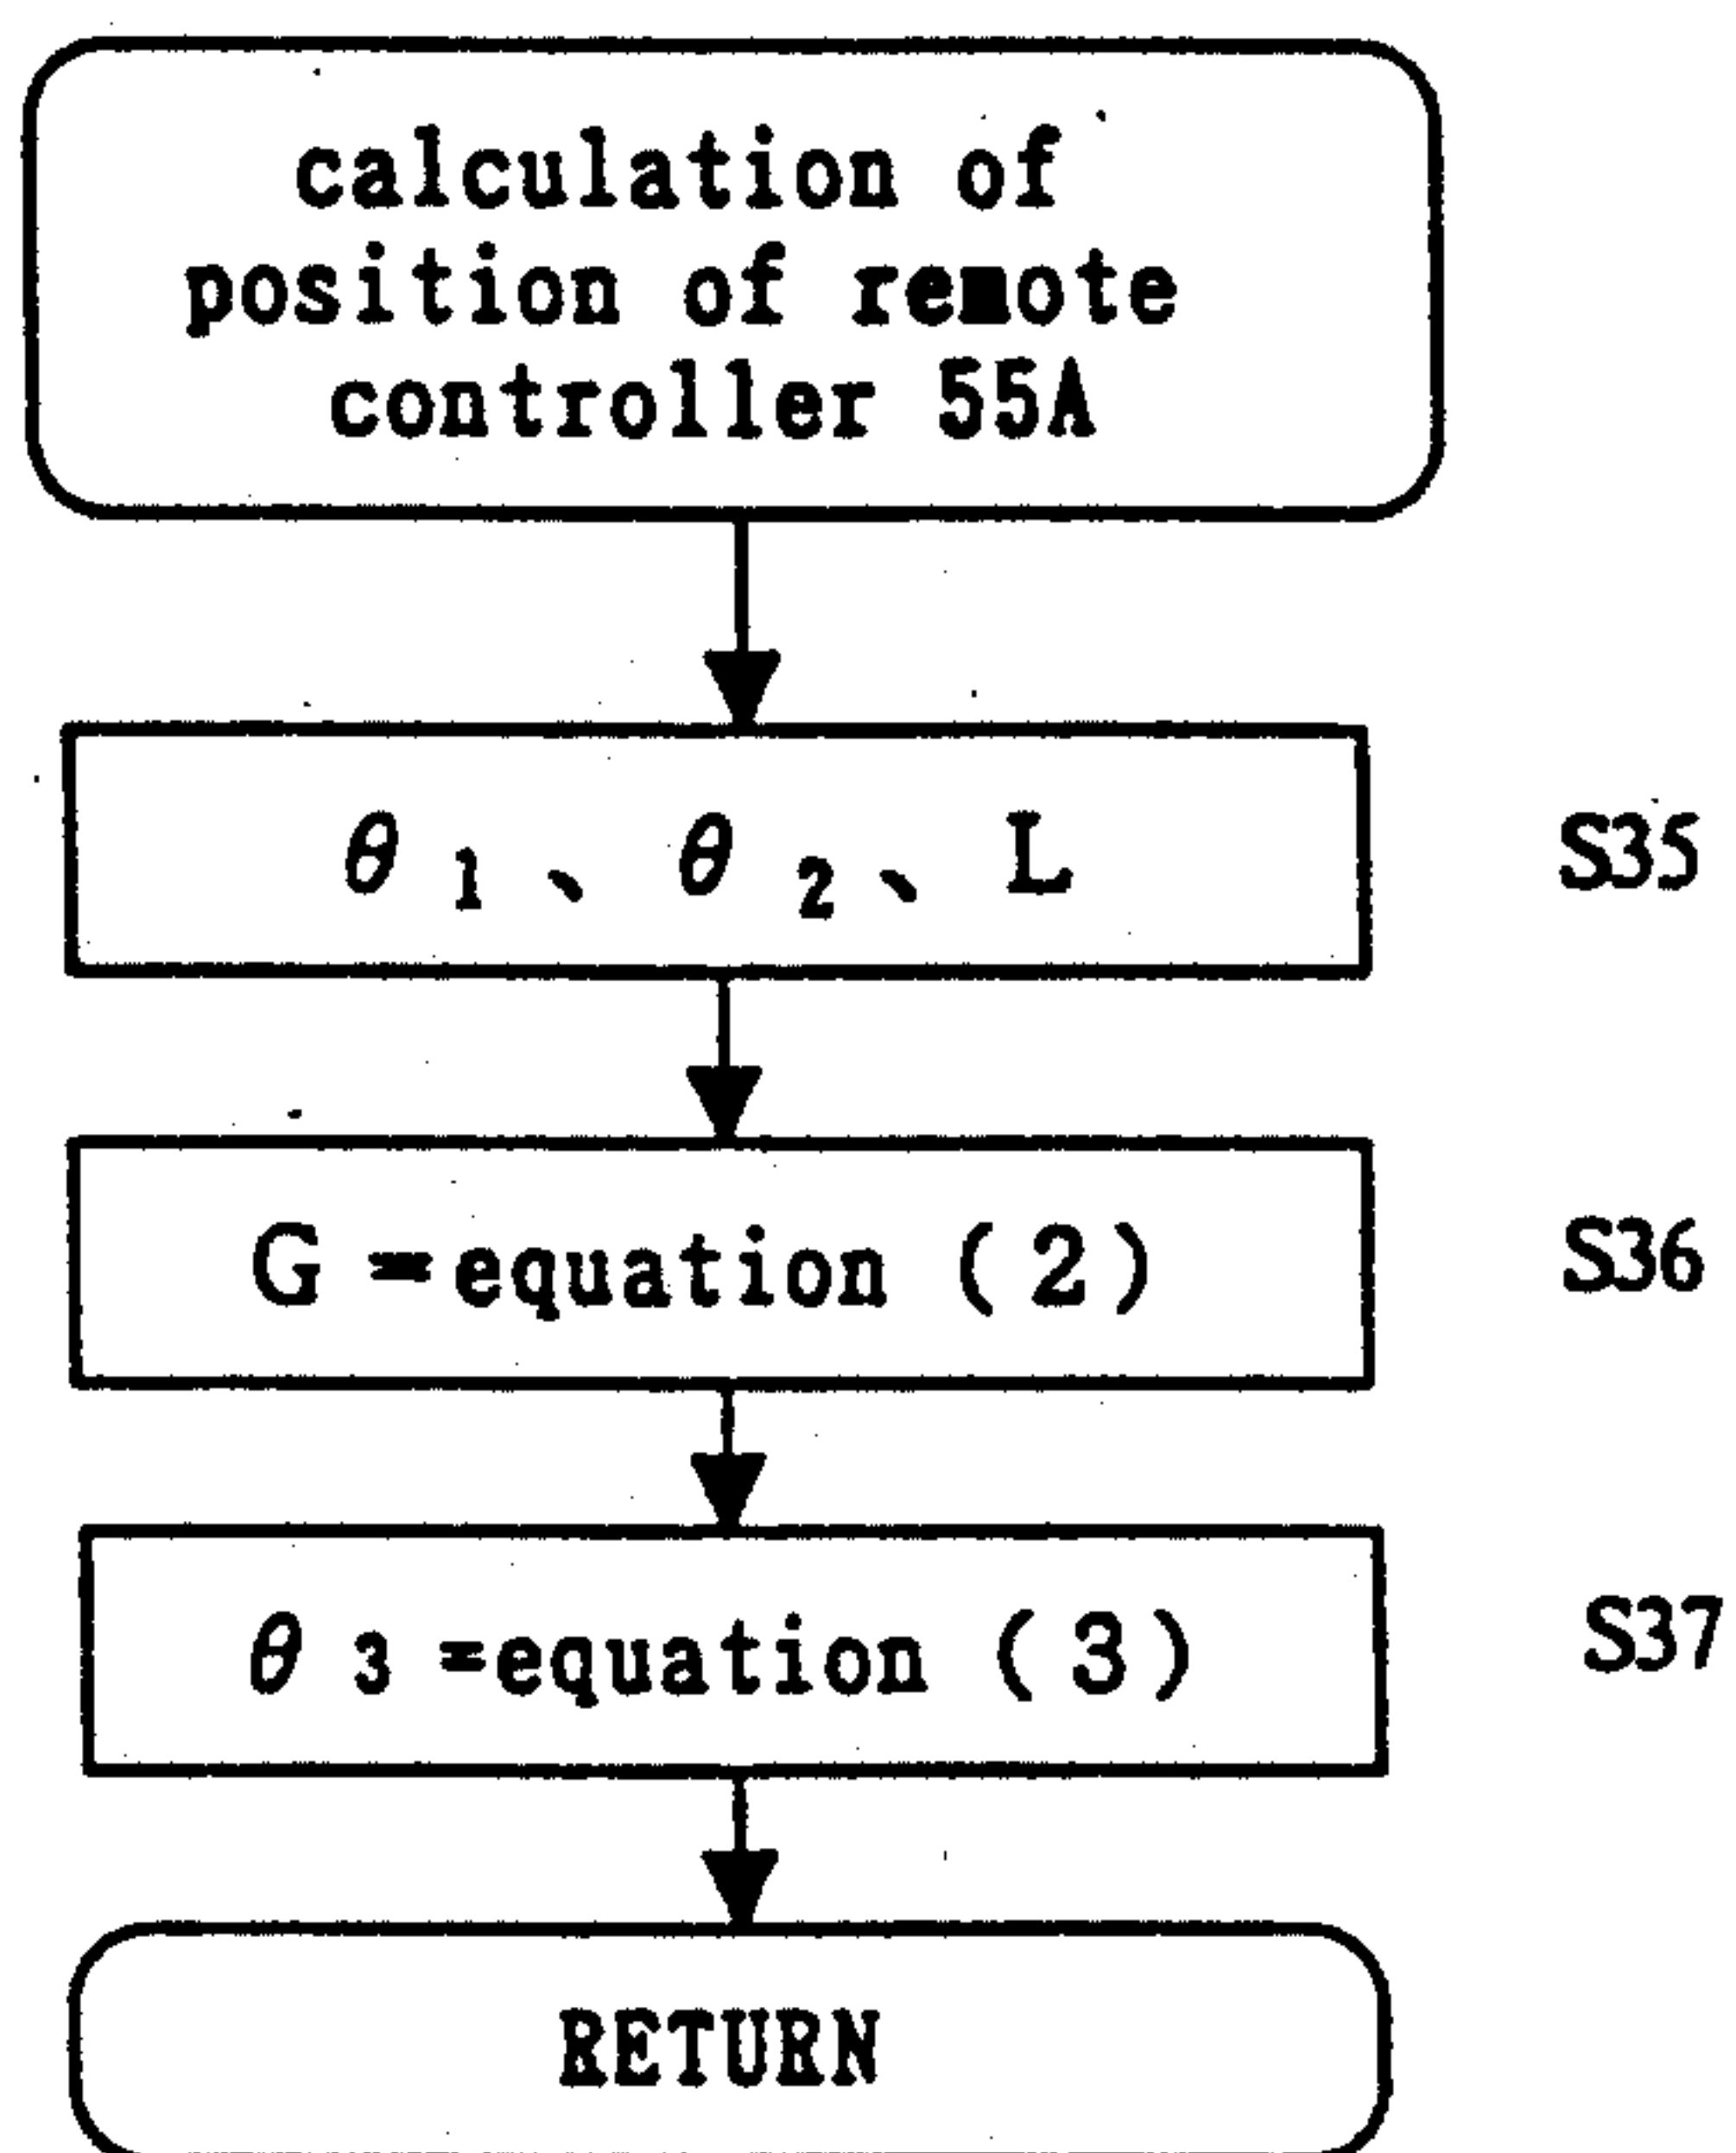 calculation of
position of remote
controller 55A
θ 1 、 θ 2 、 L
S35
G =equation (2)
S36
θ 3 =equation (3)
S37
RETURN